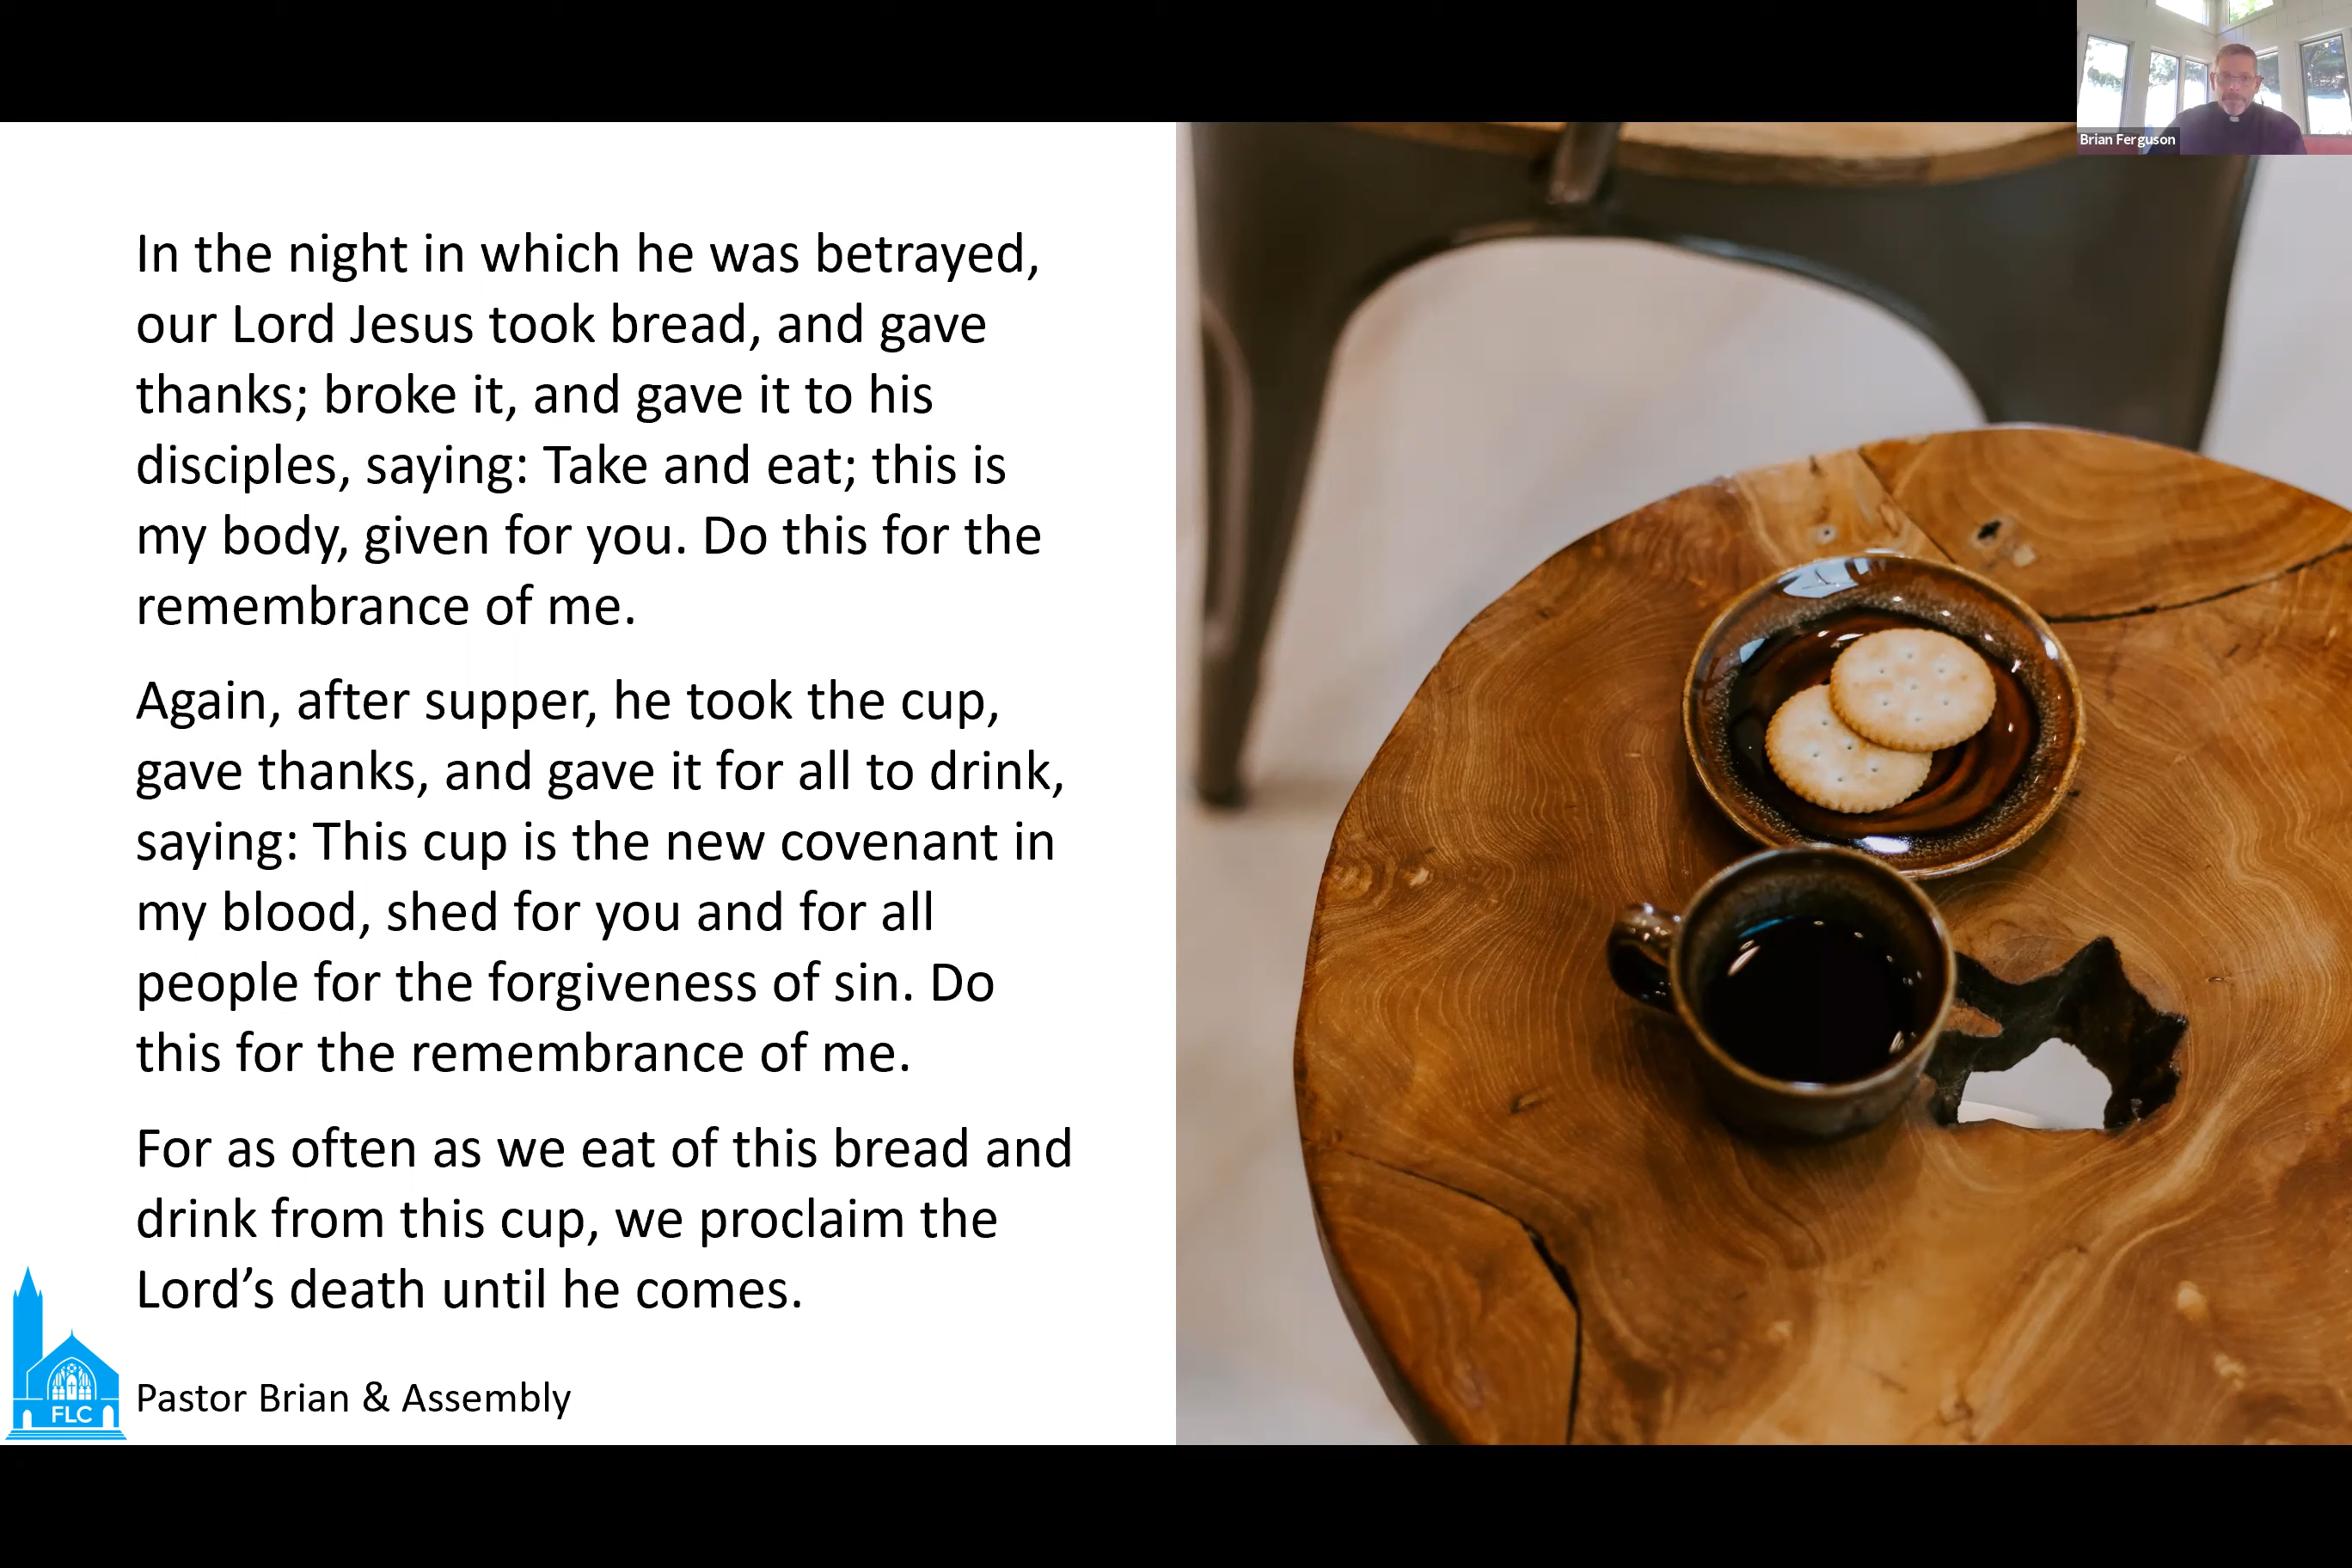 Brian Ferguson
In the night in which he was betrayed,
our Lord Jesus took bread, and gave
thanks; broke it, and gave it to his
disciples, saying: Take and eat; this is
my body, given for you. Do this for the
remembrance of me.
Again, after supper, he took the cup,
gave thanks, and gave it for all to drink,
saying: This cup is the new covenant in
my blood, shed for you and for all
people for the forgiveness of sin. Do
this for the remembrance of me.
For as often as we eat of this bread and
drink from this cup, we proclaim the
Lord’s death until he comes.
FLC
Pastor Brian & Assembly